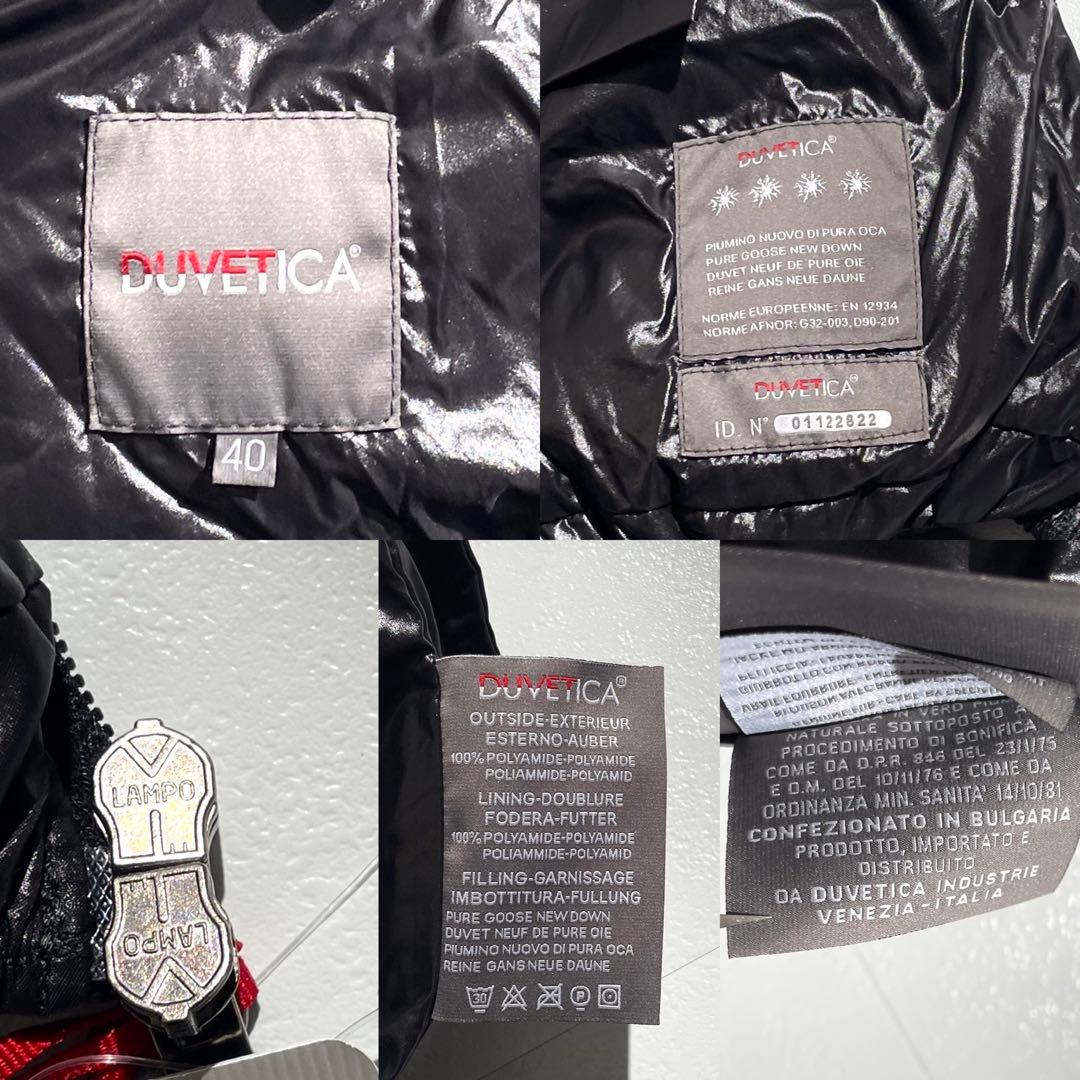 DUVETICA®
40
DUVETICA®
PIUMINO NUOVO DI PURA OCA
PURE GOOSE NEW DOWN
DUVET NEUF DE PURE OIE
REINE GANS NEUE DAUNE
NORME EUROPEENNE: EN 12934
NORME AFNOR: G32-003, D90-201
DUVETICA
ID. N° 01122822
LAMPO
LAMPO
DUVETICA®
OUTSIDE-EXTERIEUR
ESTERNO-AUBER
100% POLYAMIDE-POLYAMIDE
POLIAMMIDE-POLYAMID
LINING-DOUBLURE
FODERA-FUTTER
100% POLYAMIDE-POLYAMIDE
POLIAMMIDE-POLYAMID
FILLING-GARNISSAGE
IMBOTTITURA-FULLUNG
PURE GOOSE NEW DOWN
DUVET NEUF DE PURE OIE
PIUMINO NUOVO DI PURA OCA
REINE GANS NEUE DAUNE
30
P
IN VERO
NATURALE SOTTOPOSTO A
PROCEDIMENTO DI BONIFICA
COME DA D.P.R. 846 DEL 23/1/75
E D.M. DEL 10/11/76 E COME DA
ORDINANZA MIN. SANITA' 14/10/81
CONFEZIONATO IN BULGARIA
PRODOTTO, IMPORTATO E
DISTRIBUITO
DA DUVETICA INDUSTRIE
VENEZIA-ITALIA